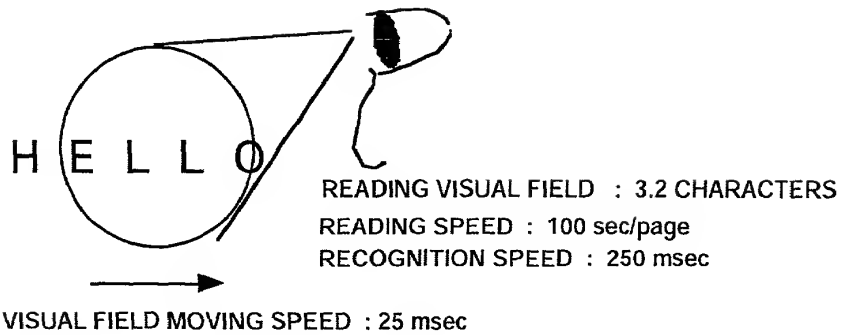 H E L L O
READING VISUAL FIELD : 3.2 CHARACTERS
READING SPEED : 100 sec/page
RECOGNITION SPEED : 250 msec
VISUAL FIELD MOVING SPEED : 25 msec